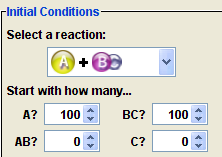 Initial Conditions
Select a reaction:
A + BC
Start with how many...
A? 100 BC? 100
AB? 0 C? 0